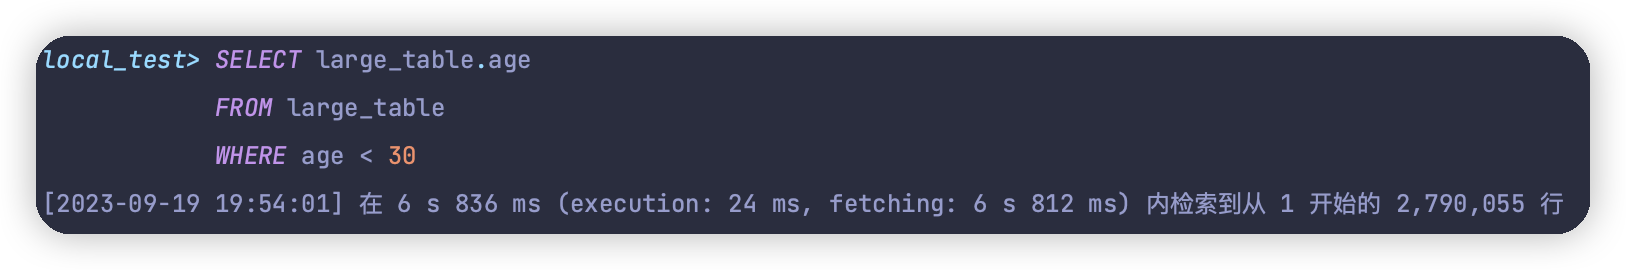 local_test> SELECT large_table.age
FROM large_table
WHERE age < 30
[2023-09-19 19:54:01] 在 6 s 836 ms (execution: 24 ms, fetching: 6 s 812 ms) 内检索到从 1 开始的 2,790,055 行